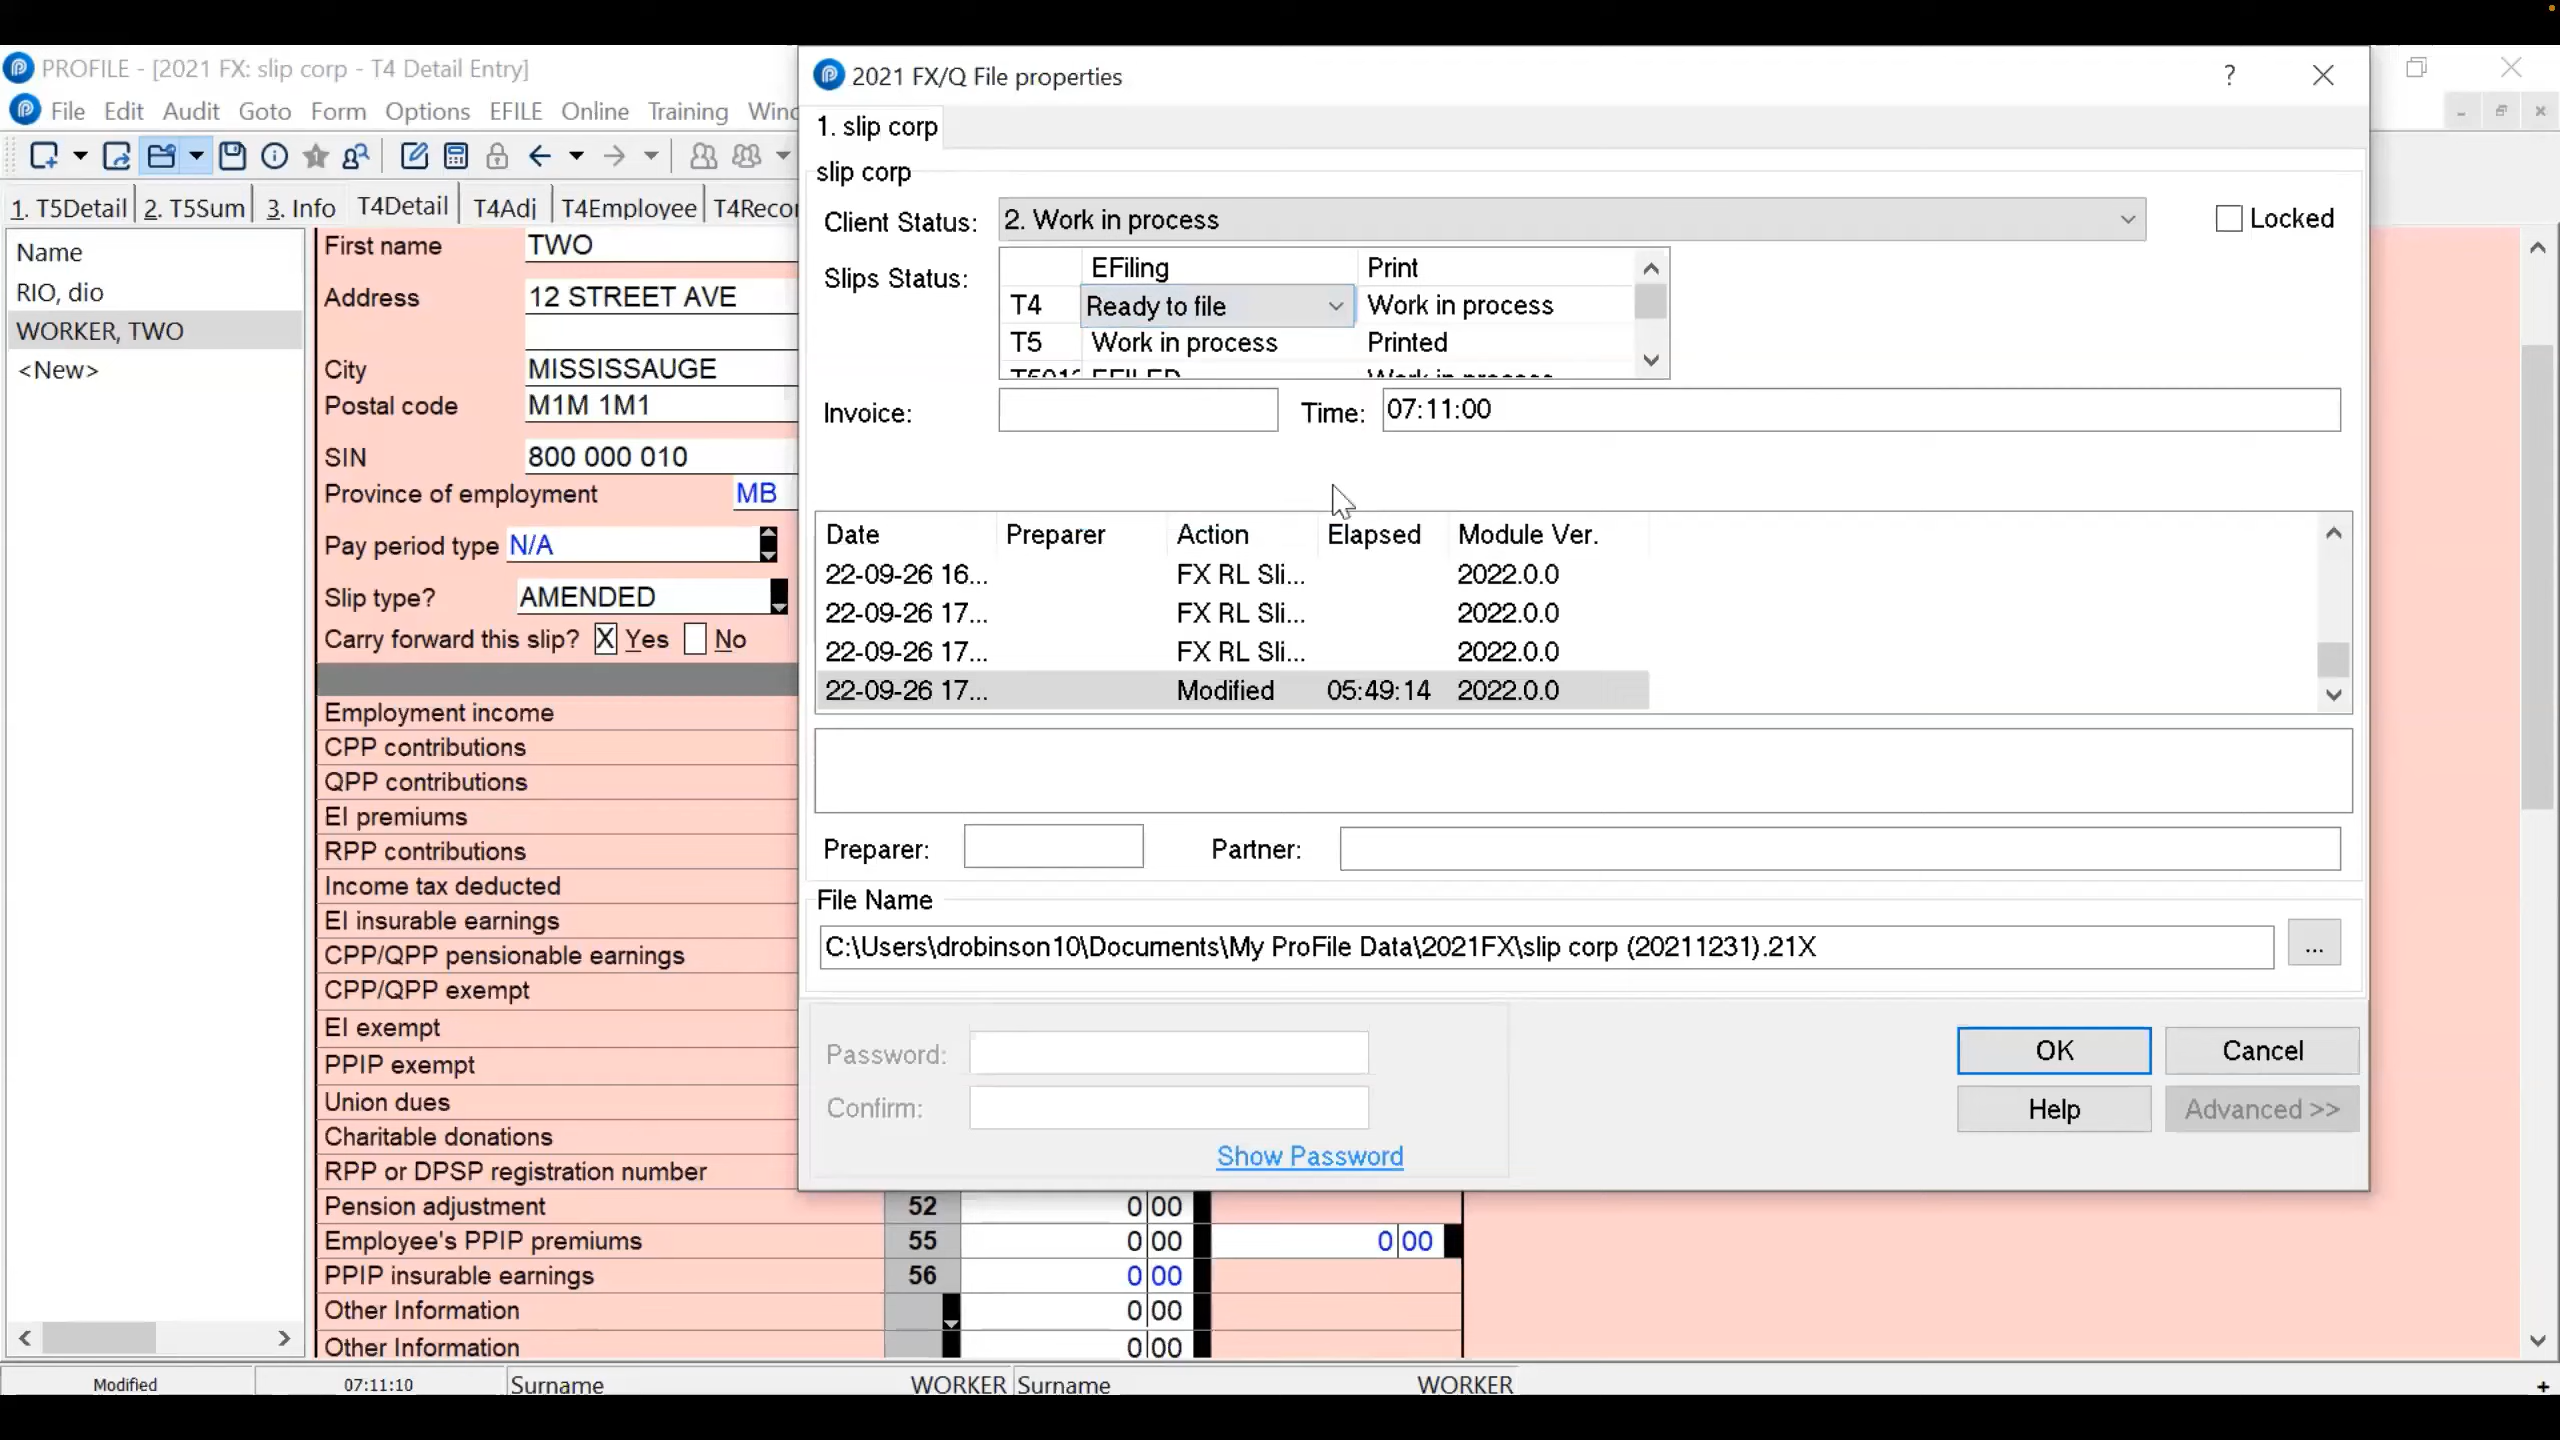 PROFILE - [2021 FX: slip corp - T4 Detail Entry]
File Edit Audit Goto Form Options EFILE Online Training
1. T5Detail 2. T5Sum 3. Info T4Detail T4Adj T4Employee
Name
RIO, dio
WORKER, TWO
<New>
First name TWO
Address 12 STREET AVE
City MISSISSAUGE
Postal code M1M 1M1
SIN 800 000 010
Province of employment MB
Pay period type N/A
Slip type? AMENDED
Carry forward this slip? X Yes No
Employment income
CPP contributions
QPP contributions
EI premiums
RPP contributions
Income tax deducted
EI insurable earnings
CPP/QPP pensionable earnings
CPP/QPP exempt
EI exempt
PPIP exempt
Union dues
Charitable donations
RPP or DPSP registration number
Pension adjustment 52 0 00
Employee's PPIP premiums 55 0 00 0 00
PPIP insurable earnings 56 0 00
Other Information 0 00
Other Information 0 00
Modified 07:11:10 Surname WORKER Surname WORKER +
2021 FX/Q File properties ?
1. slip corp
slip corp
Client Status: 2. Work in process Locked
Slips Status: EFiling Print
T4 Ready to file Work in process
T5 Work in process Printed
EFILED Work in process
Invoice: Time: 07:11:00
Date Preparer Action Elapsed Module Ver.
22-09-26 16... FX RL Sli... 2022.0.0
22-09-26 17... FX RL Sli... 2022.0.0
22-09-26 17... FX RL Sli... 2022.0.0
22-09-26 17... Modified 05:49:14 2022.0.0
Preparer: Partner:
File Name
C:\Users\drobinson10\Documents\My ProFile Data\2021FX\slip corp (20211231).21X ...
Password:
Confirm:
Show Password
OK Cancel
Help Advanced >>